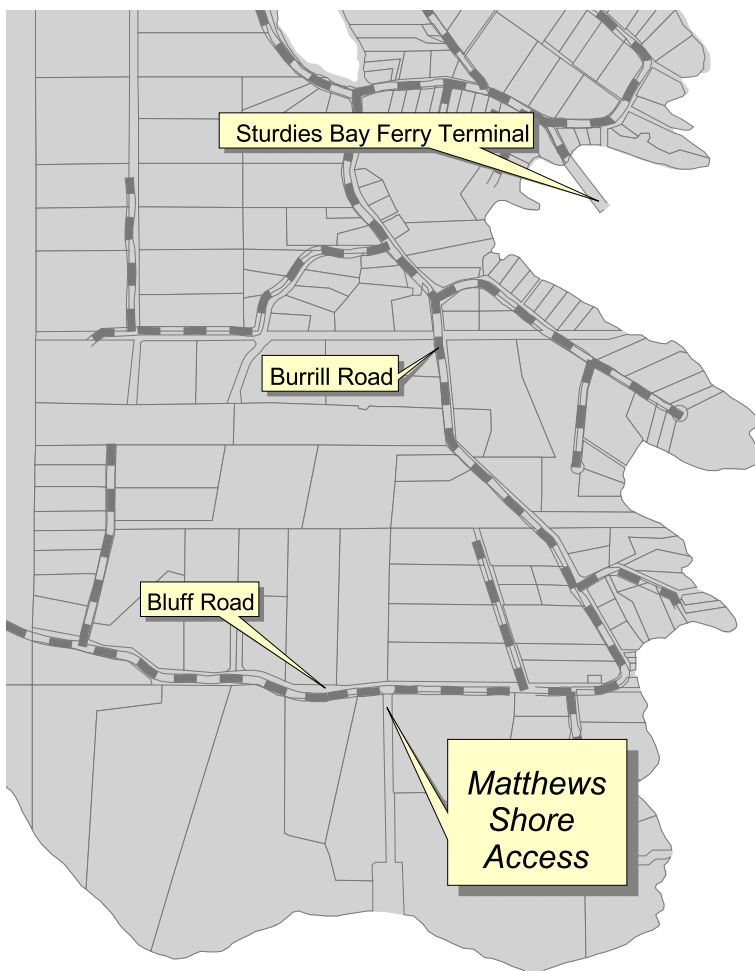 Sturdies Bay Ferry Terminal
Burrill Road
Bluff Road
Matthews
Shore
Access